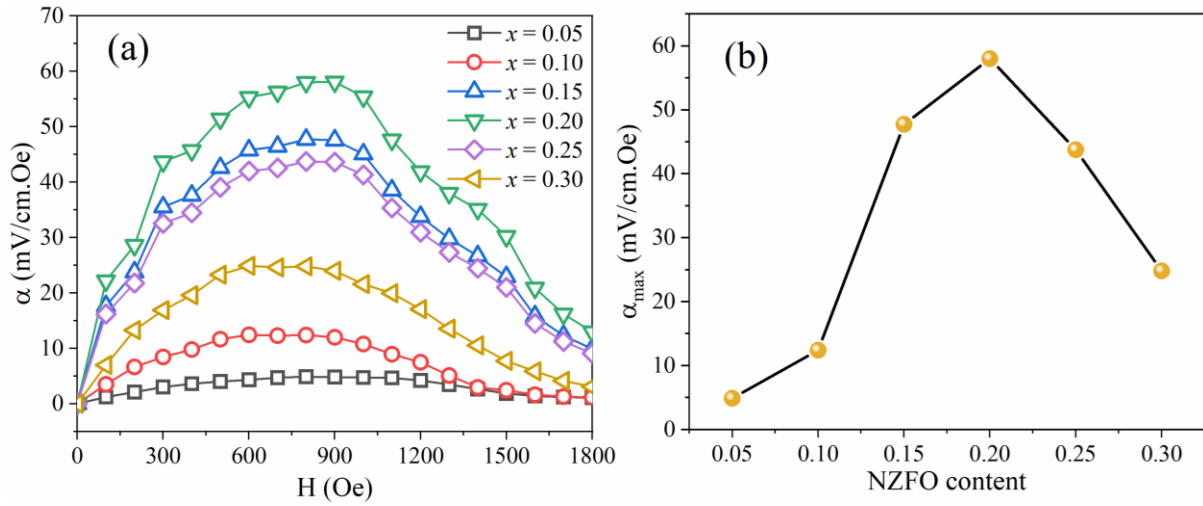 (a)
x = 0.05
x = 0.10
x = 0.15
x = 0.20
x = 0.25
x = 0.30
70
60
50
40
30
20
10
0
α (mV/cm.Oe)
0 300 600 900 1200 1500 1800
H (Oe)
(b)
60
50
40
30
20
10
0
αmax (mV/cm.Oe)
0.05 0.10 0.15 0.20 0.25 0.30
NZFO content